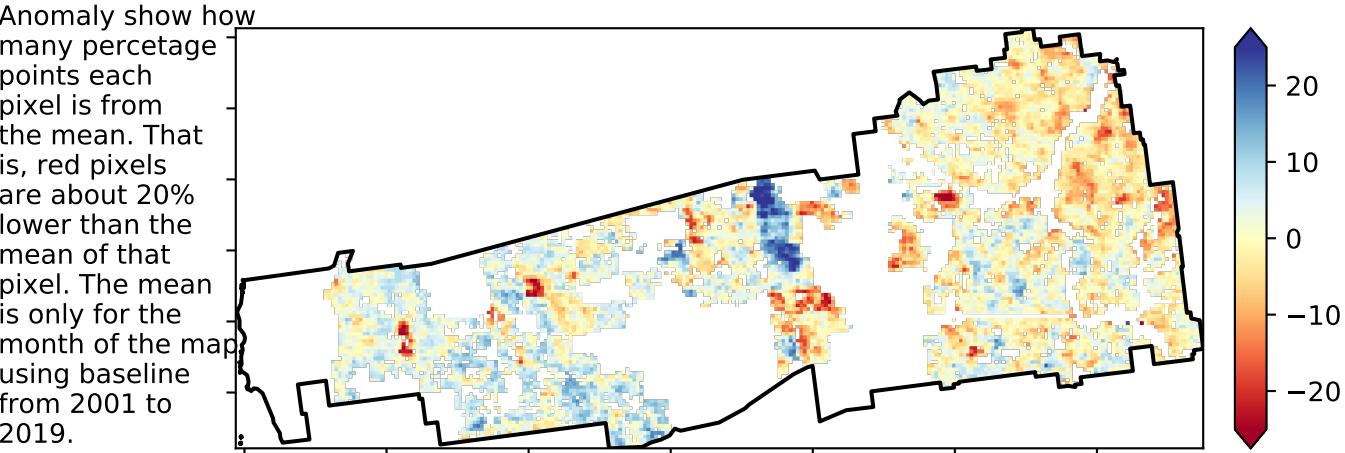 Anomaly show how
many percetage
points each
pixel is from
the mean. That
is, red pixels
are about 20%
lower than the
mean of that
pixel. The mean
is only for the
month of the map
using baseline
from 2001 to
2019.
20
10
0
−10
−20